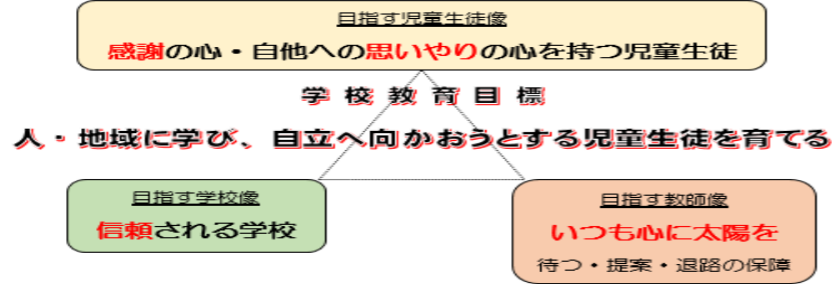 目指す児童生徒像
感謝の心・自他への思いやりの心を持つ児童生徒
学校教育目標
人・地域に学び、自立へ向かおうとする児童生徒を育てる
目指す学校像
信頼される学校
目指す教師像
いつも心に太陽を
待つ・提案・退路の保障